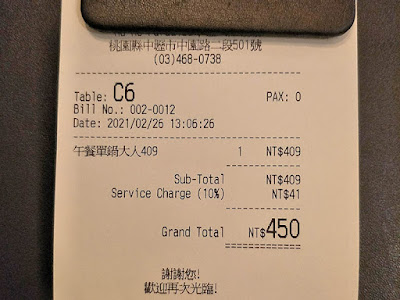 桃園縣中壢市中園路二段501號
(03)468-0738
Table: C6 PAX: 0
Bill No.: 002-0012
Date: 2021/02/26 13:06:26
午餐單鍋大人409 1 NT$409
Sub-Total NT$409
Service Charge (10%) NT$41
Grand Total NT$450
謝謝您!
歡迎再次光臨!